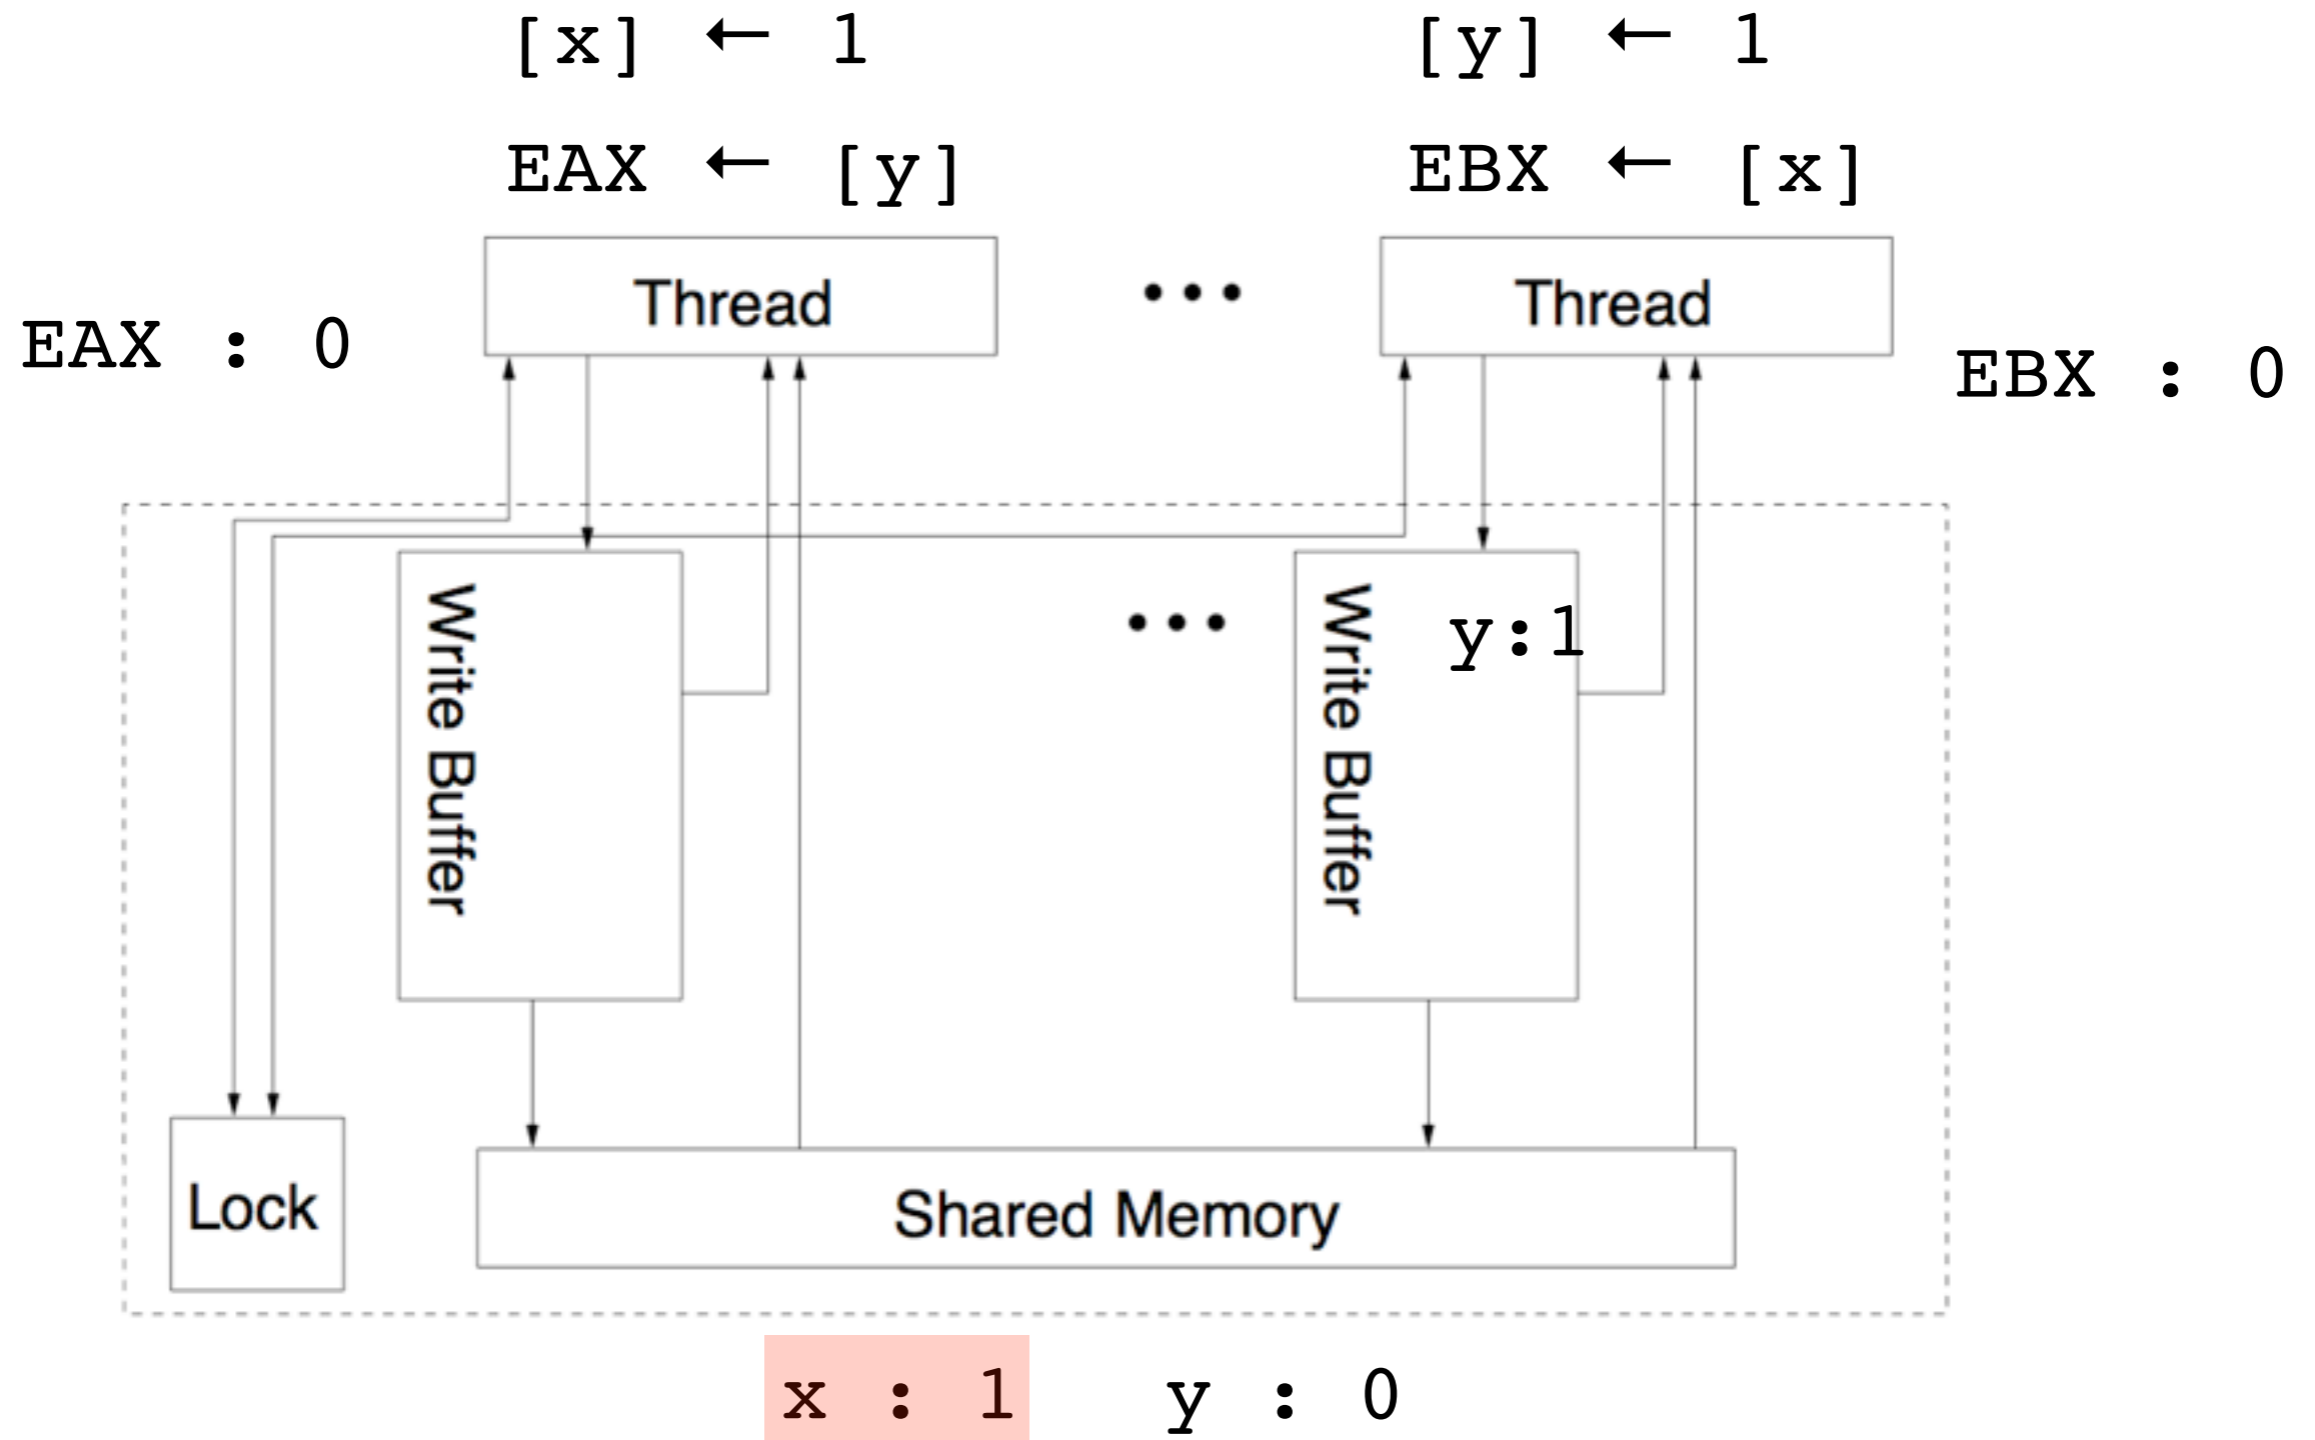 [x] ← 1
[y] ← 1
EAX ← [y]
EBX ← [x]
Thread
...
Thread
EAX : 0
EBX : 0
Write Buffer
...
Write Buffer
y:1
Lock
Shared Memory
x : 1
y : 0